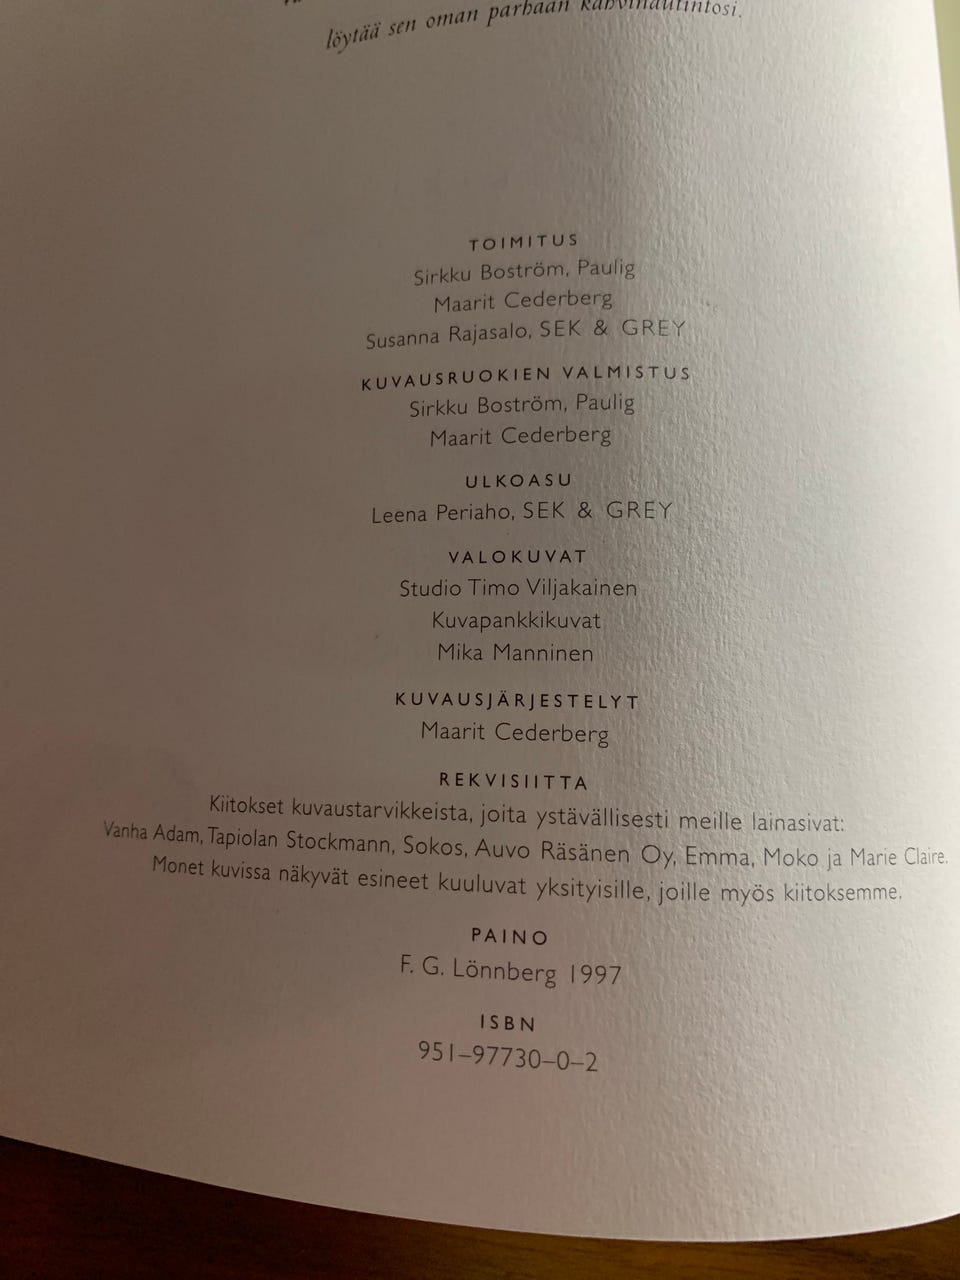 löytää sen oman parhaan kahvinautintosi.
TOIMITUS
Sirkku Boström, Paulig
Maarit Cederberg
Susanna Rajasalo, SEK & GREY
KUVAUSRUOKIEN VALMISTUS
Sirkku Boström, Paulig
Maarit Cederberg
ULKOASU
Leena Periaho, SEK & GREY
VALOKUVAT
Studio Timo Viljakainen
Kuvapankkikuvat
Mika Manninen
KUVAUSJÄRJESTELYT
Maarit Cederberg
REKVISIITTA
Kiitokset kuvaustarvikkeista, joita ystävällisesti meille lainasivat:
Vanha Adam, Tapiolan Stockmann, Sokos, Auvo Räsänen Oy, Emma, Moko ja Marie Claire.
Monet kuvissa näkyvät esineet kuuluvat yksityisille, joille myös kiitoksemme.
PAINO
F. G. Lönnberg 1997
ISBN
951–97730–0–2